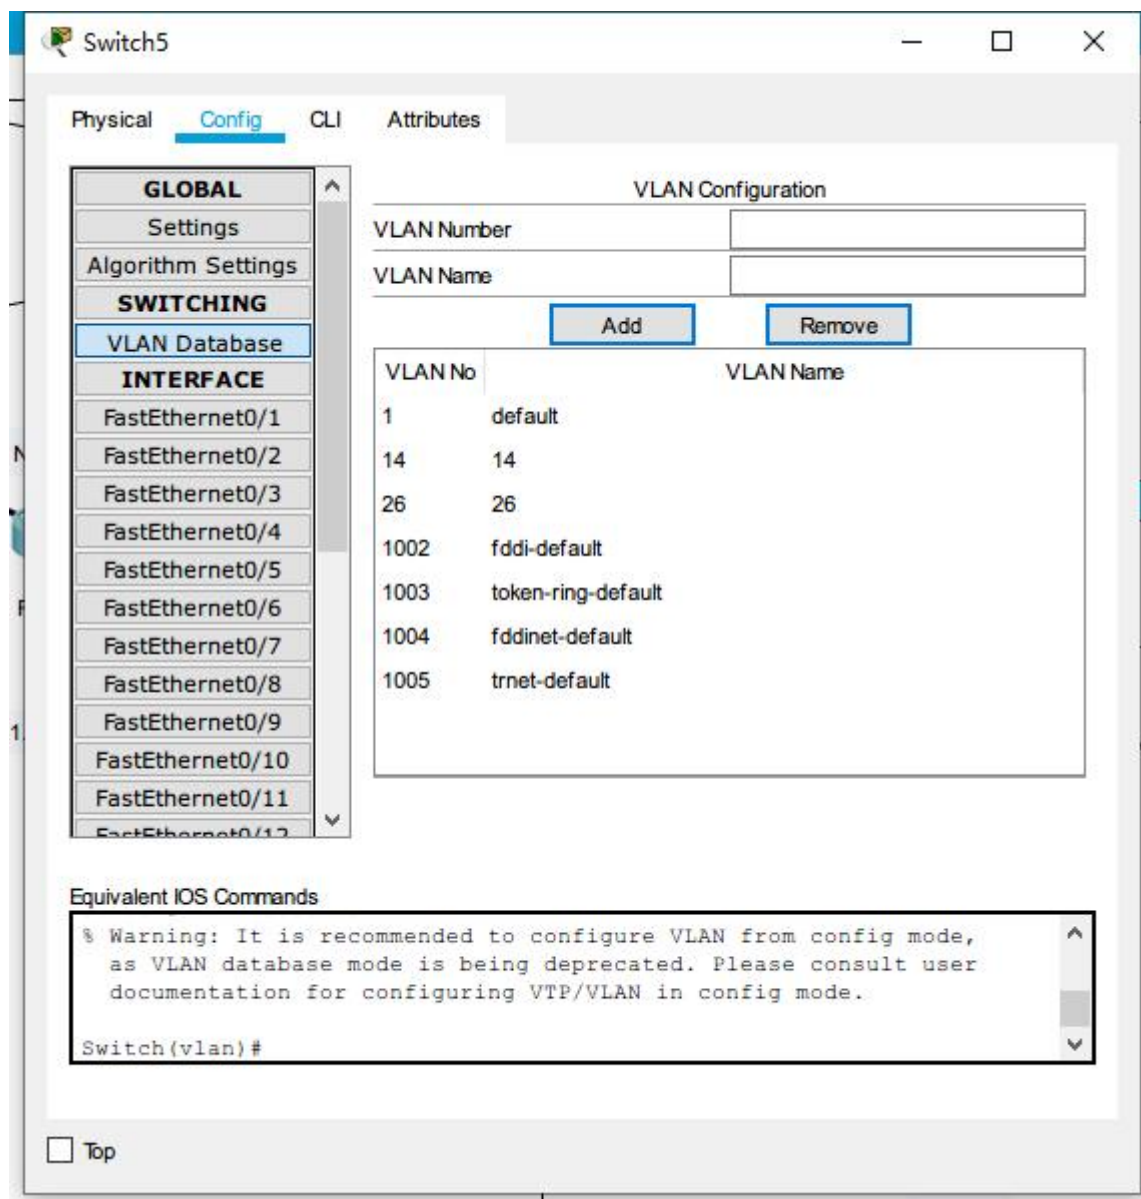 Switch5
Physical Config CLI Attributes
GLOBAL
Settings
Algorithm Settings
SWITCHING
VLAN Database
INTERFACE
FastEthernet0/1
FastEthernet0/2
FastEthernet0/3
FastEthernet0/4
FastEthernet0/5
FastEthernet0/6
FastEthernet0/7
FastEthernet0/8
FastEthernet0/9
FastEthernet0/10
FastEthernet0/11
FastEthernet0/12
VLAN Configuration
VLAN Number
VLAN Name
Add Remove
VLAN No VLAN Name
1 default
14 14
26 26
1002 fddi-default
1003 token-ring-default
1004 fddinet-default
1005 trnet-default
Equivalent IOS Commands
% Warning: It is recommended to configure VLAN from config mode,
as VLAN database mode is being deprecated. Please consult user
documentation for configuring VTP/VLAN in config mode.
Switch(vlan)#
Top